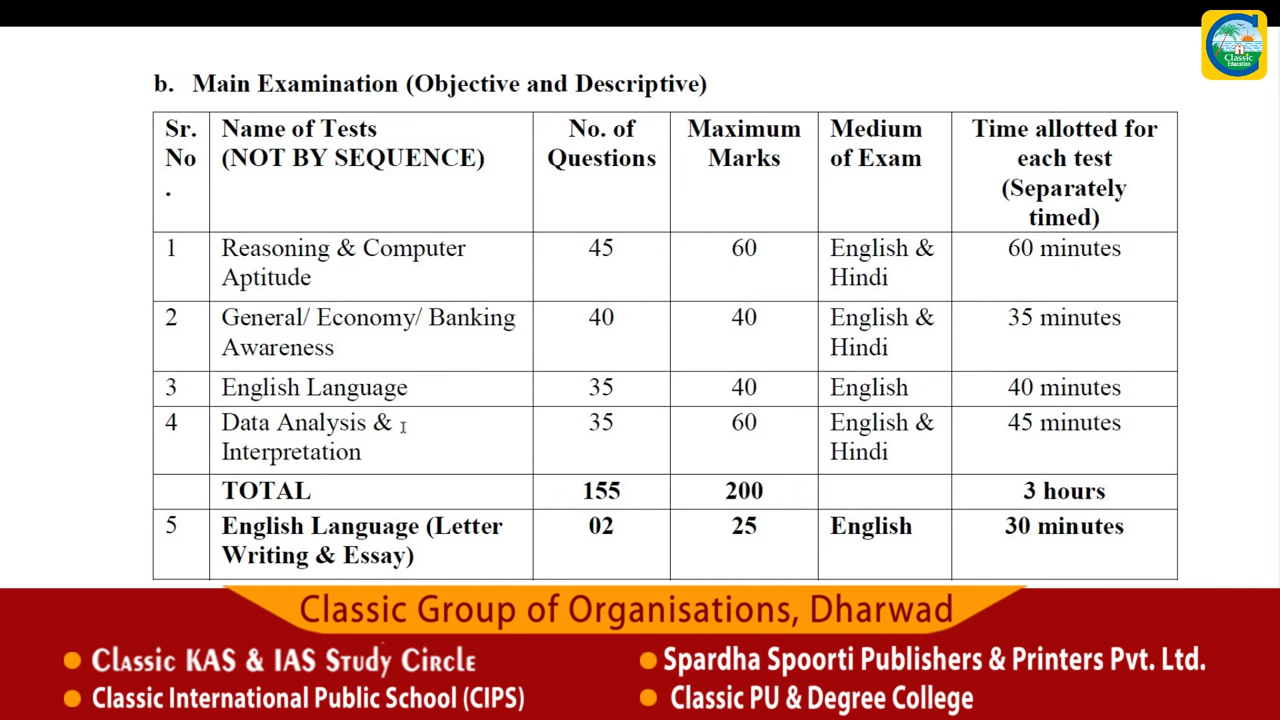 Classic
Education
b. Main Examination (Objective and Descriptive)
Sr. No . Name of Tests (NOT BY SEQUENCE) No. of Questions Maximum Marks Medium of Exam Time allotted for each test (Separately timed)
1 Reasoning & Computer Aptitude 45 60 English & Hindi 60 minutes
2 General/ Economy/ Banking Awareness 40 40 English & Hindi 35 minutes
3 English Language 35 40 English 40 minutes
4 Data Analysis & Interpretation 35 60 English & Hindi 45 minutes
TOTAL 155 200 3 hours
5 English Language (Letter Writing & Essay) 02 25 English 30 minutes
Classic Group of Organisations, Dharwad
Classic KAS & IAS Study Circle
Spardha Spoorti Publishers & Printers Pvt. Ltd.
Classic International Public School (CIPS)
Classic PU & Degree College